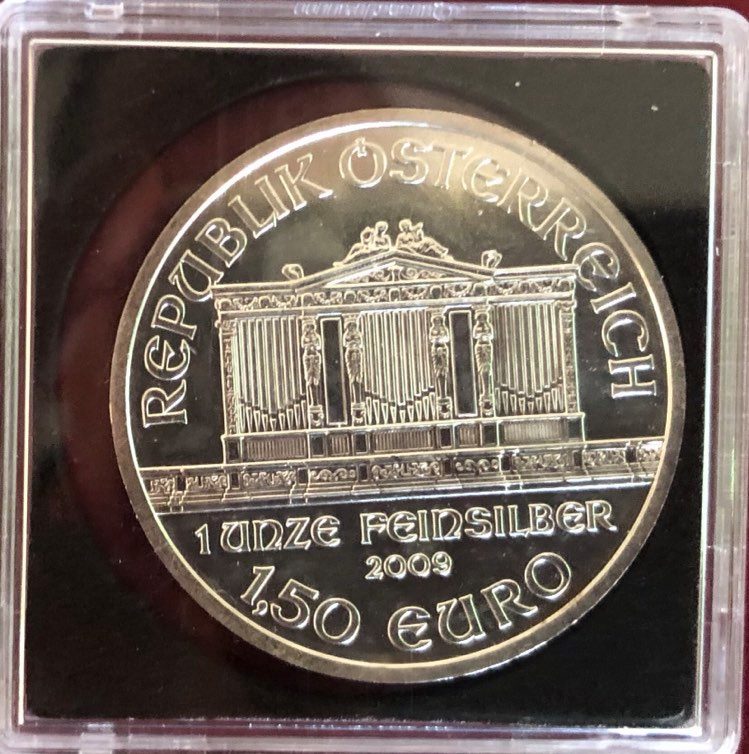 REPUBLIK ÖSTERREICH
1 UNZE FEINSILBER
2009
1,50 EURO